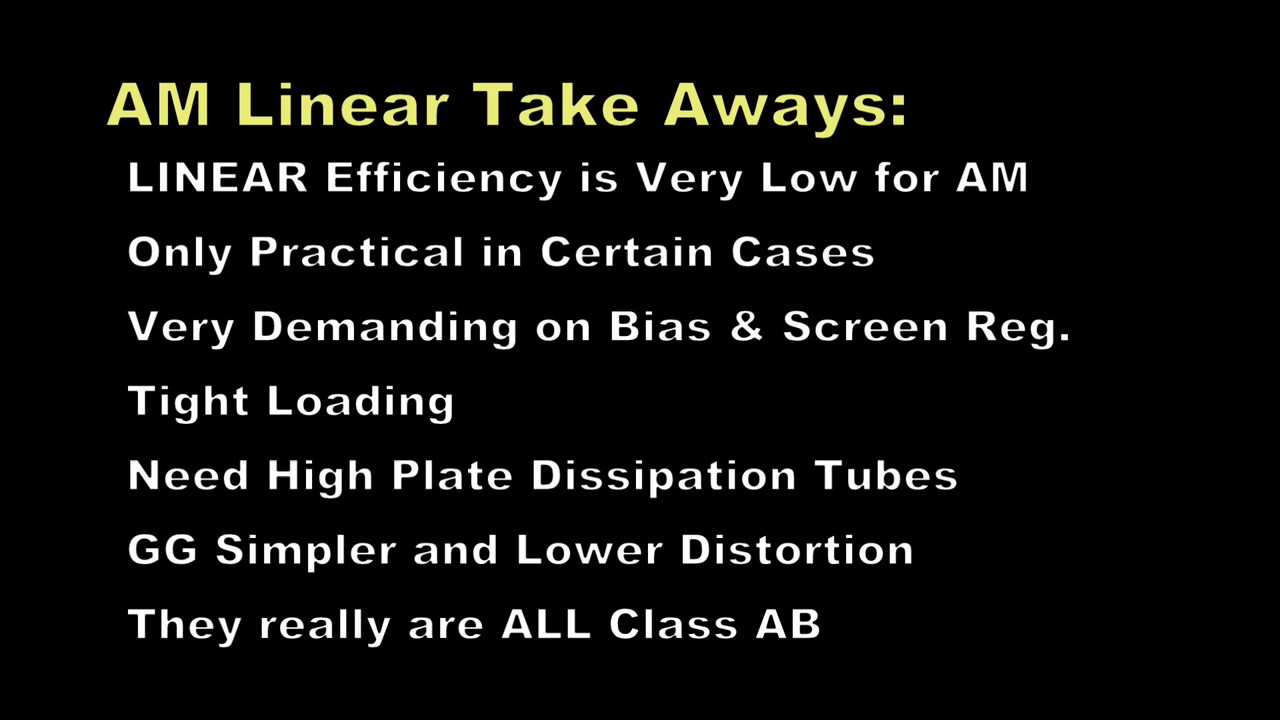 AM Linear Take Aways:
LINEAR Efficiency is Very Low for AM
Only Practical in Certain Cases
Very Demanding on Bias & Screen Reg.
Tight Loading
Need High Plate Dissipation Tubes
GG Simpler and Lower Distortion
They really are ALL Class AB